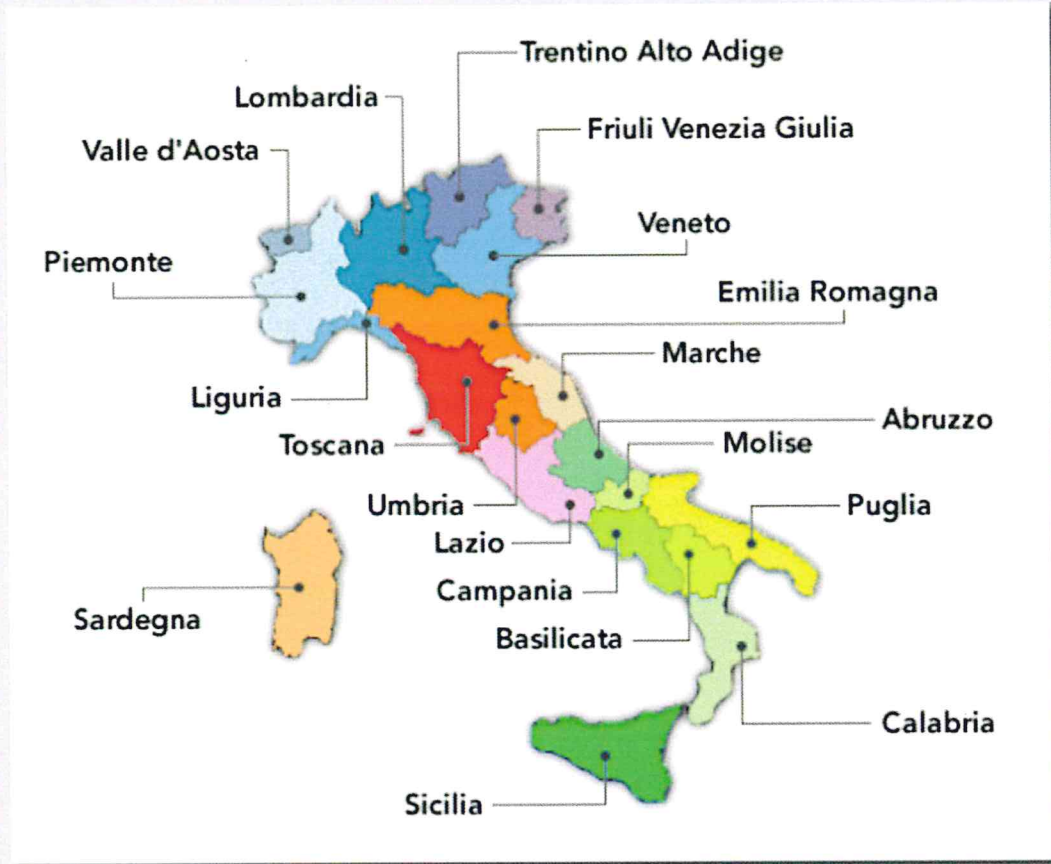 Trentino Alto Adige
Lombardia
Friuli Venezia Giulia
Valle d'Aosta
Veneto
Piemonte
Emilia Romagna
Marche
Liguria
Abruzzo
Toscana
Molise
Umbria
Puglia
Lazio
Campania
Sardegna
Basilicata
Calabria
Sicilia